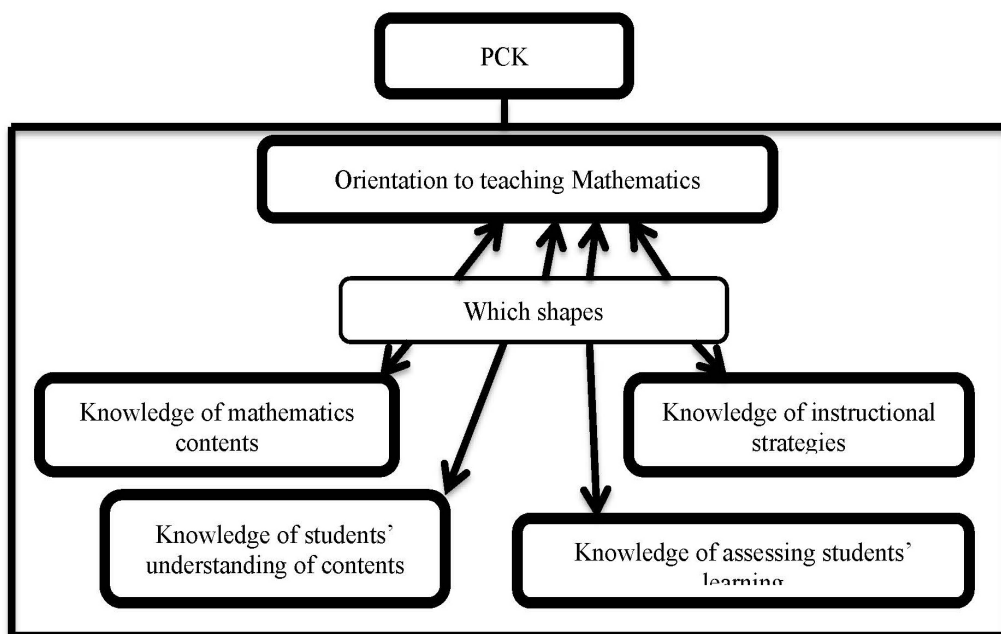 PCK
Orientation to teaching Mathematics
Which shapes
Knowledge of mathematics
contents
Knowledge of instructional
strategies
Knowledge of students’
understanding of contents
Knowledge of assessing students’
learning